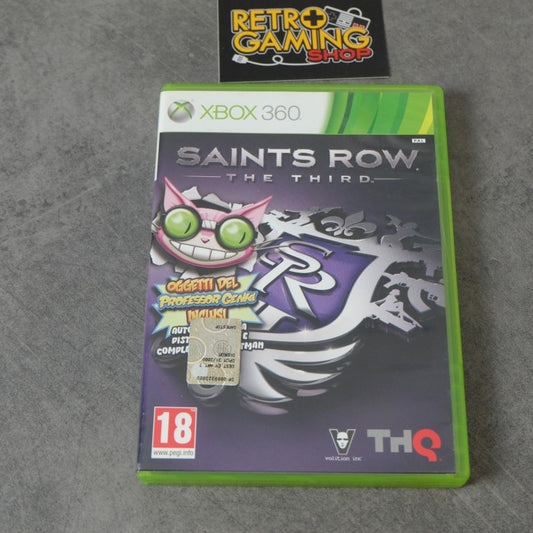 RETRO
GAMING
SHOP
XBOX 360
PAL
SAINTS ROW
THE THIRD
OGGETTI DEL
PROFESSOR GENKI
INCLUSI
SR
18
www.pegi.info
volition inc
THQ